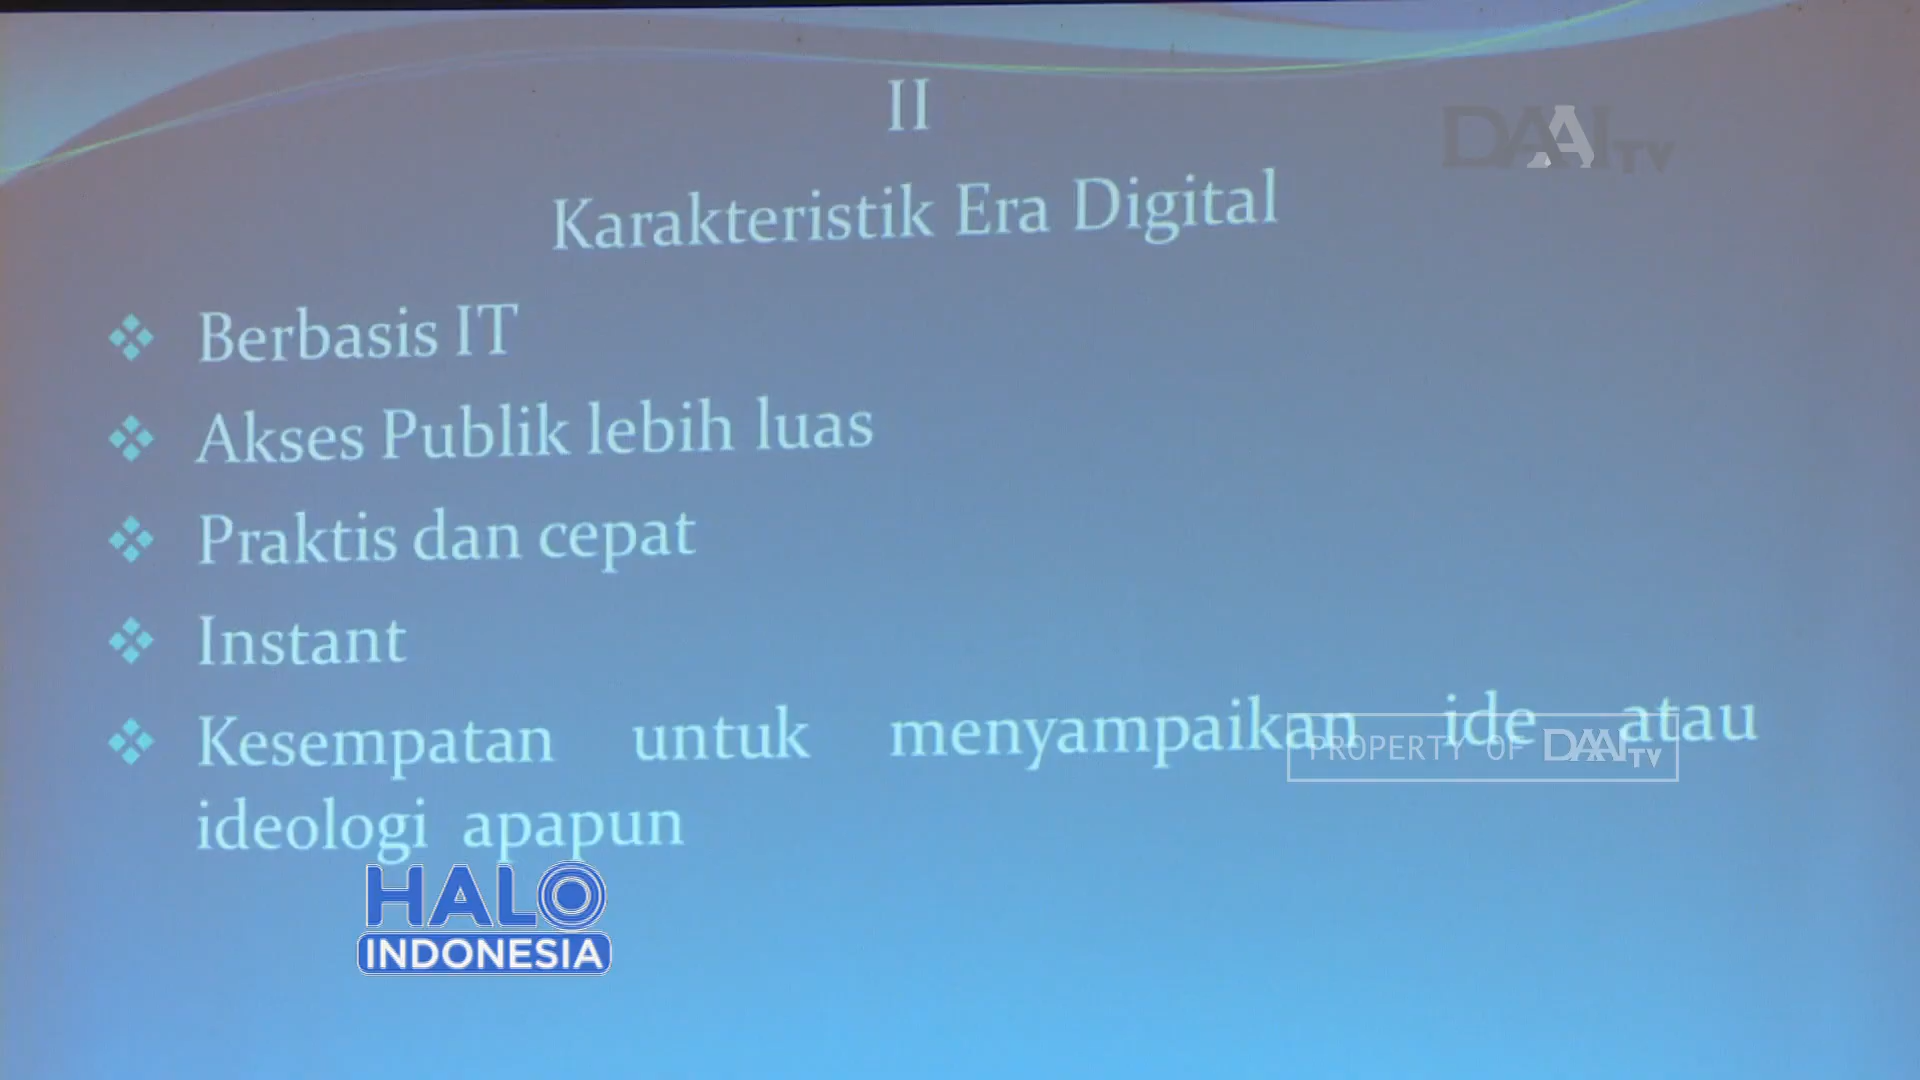 II
DAAI TV
Karakteristik Era Digital
Berbasis IT
Akses Publik lebih luas
Praktis dan cepat
Instant
Kesempatan untuk menyampaikan ide atau
ideologi apapun
PROPERTY OF DAAI TV
HALO
INDONESIA